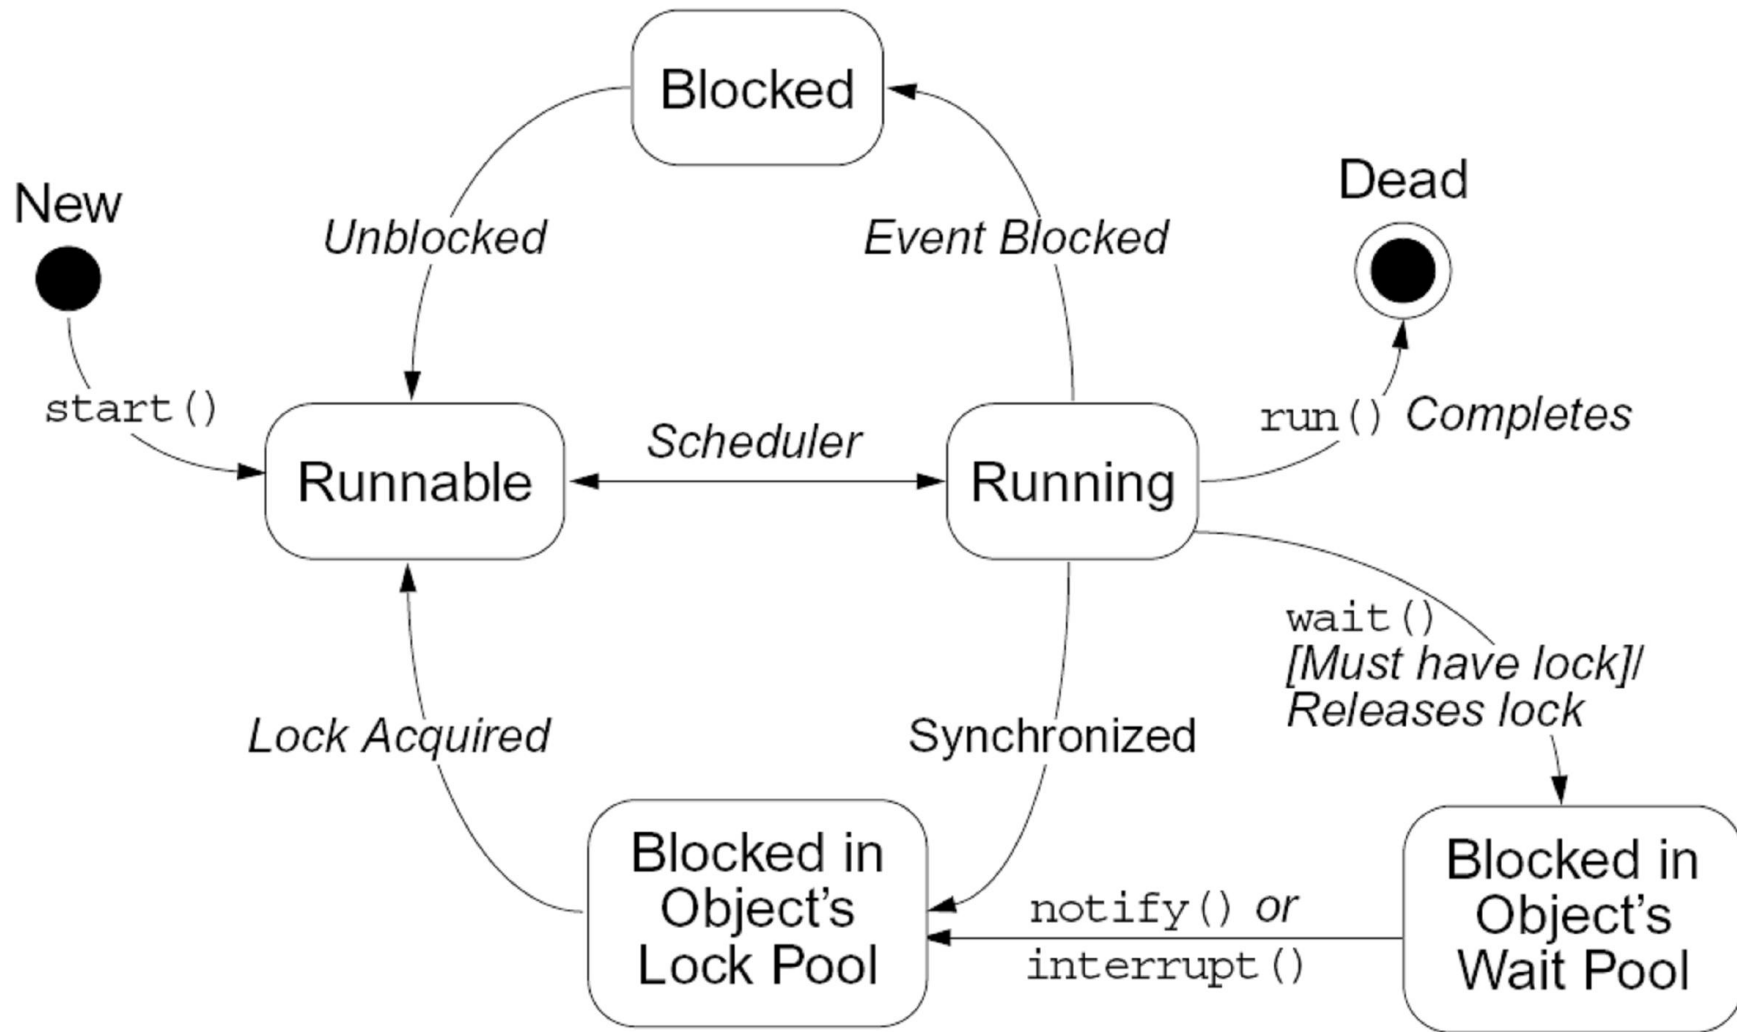 Blocked
New
Dead
Unblocked
Event Blocked
start()
run() Completes
Scheduler
Runnable
Running
wait()
[Must have lock]/
Releases lock
Lock Acquired
Synchronized
Blocked in
Object’s
Lock Pool
notify() or
interrupt()
Blocked in
Object’s
Wait Pool